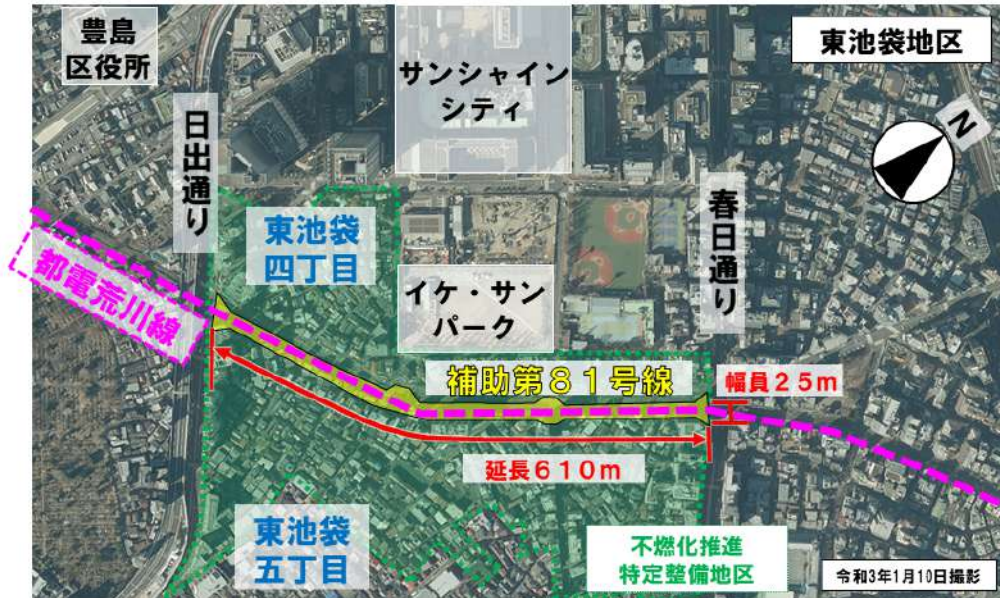 豊島
区役所
サンシャイン
シティ
東池袋地区
N
日出通り
春日通り
東池袋
四丁目
イケ・サン
パーク
都電荒川線
補助第81号線
幅員25m
延長610m
東池袋
五丁目
不燃化推進
特定整備地区
令和3年1月10日撮影